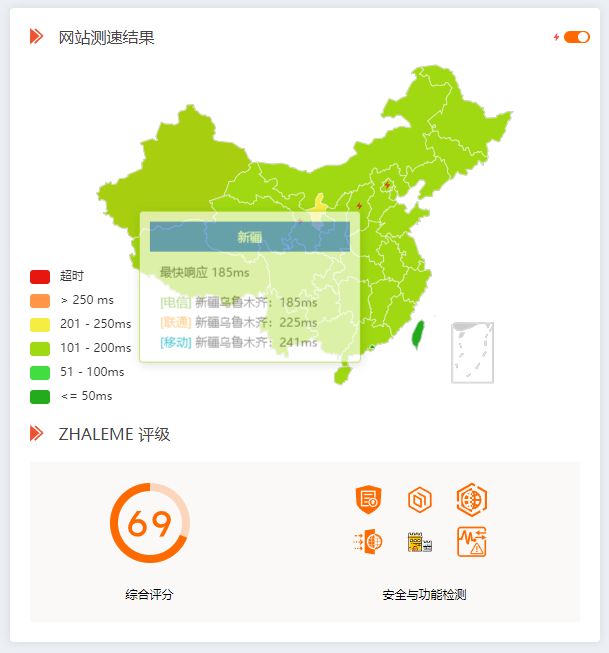 网站测速结果
新疆
最快响应 185ms
[电信] 新疆乌鲁木齐：185ms
[联通] 新疆乌鲁木齐：225ms
[移动] 新疆乌鲁木齐：241ms
超时
> 250 ms
201 - 250ms
101 - 200ms
51 - 100ms
<= 50ms
ZHALEME 评级
69
综合评分
安全与功能检测